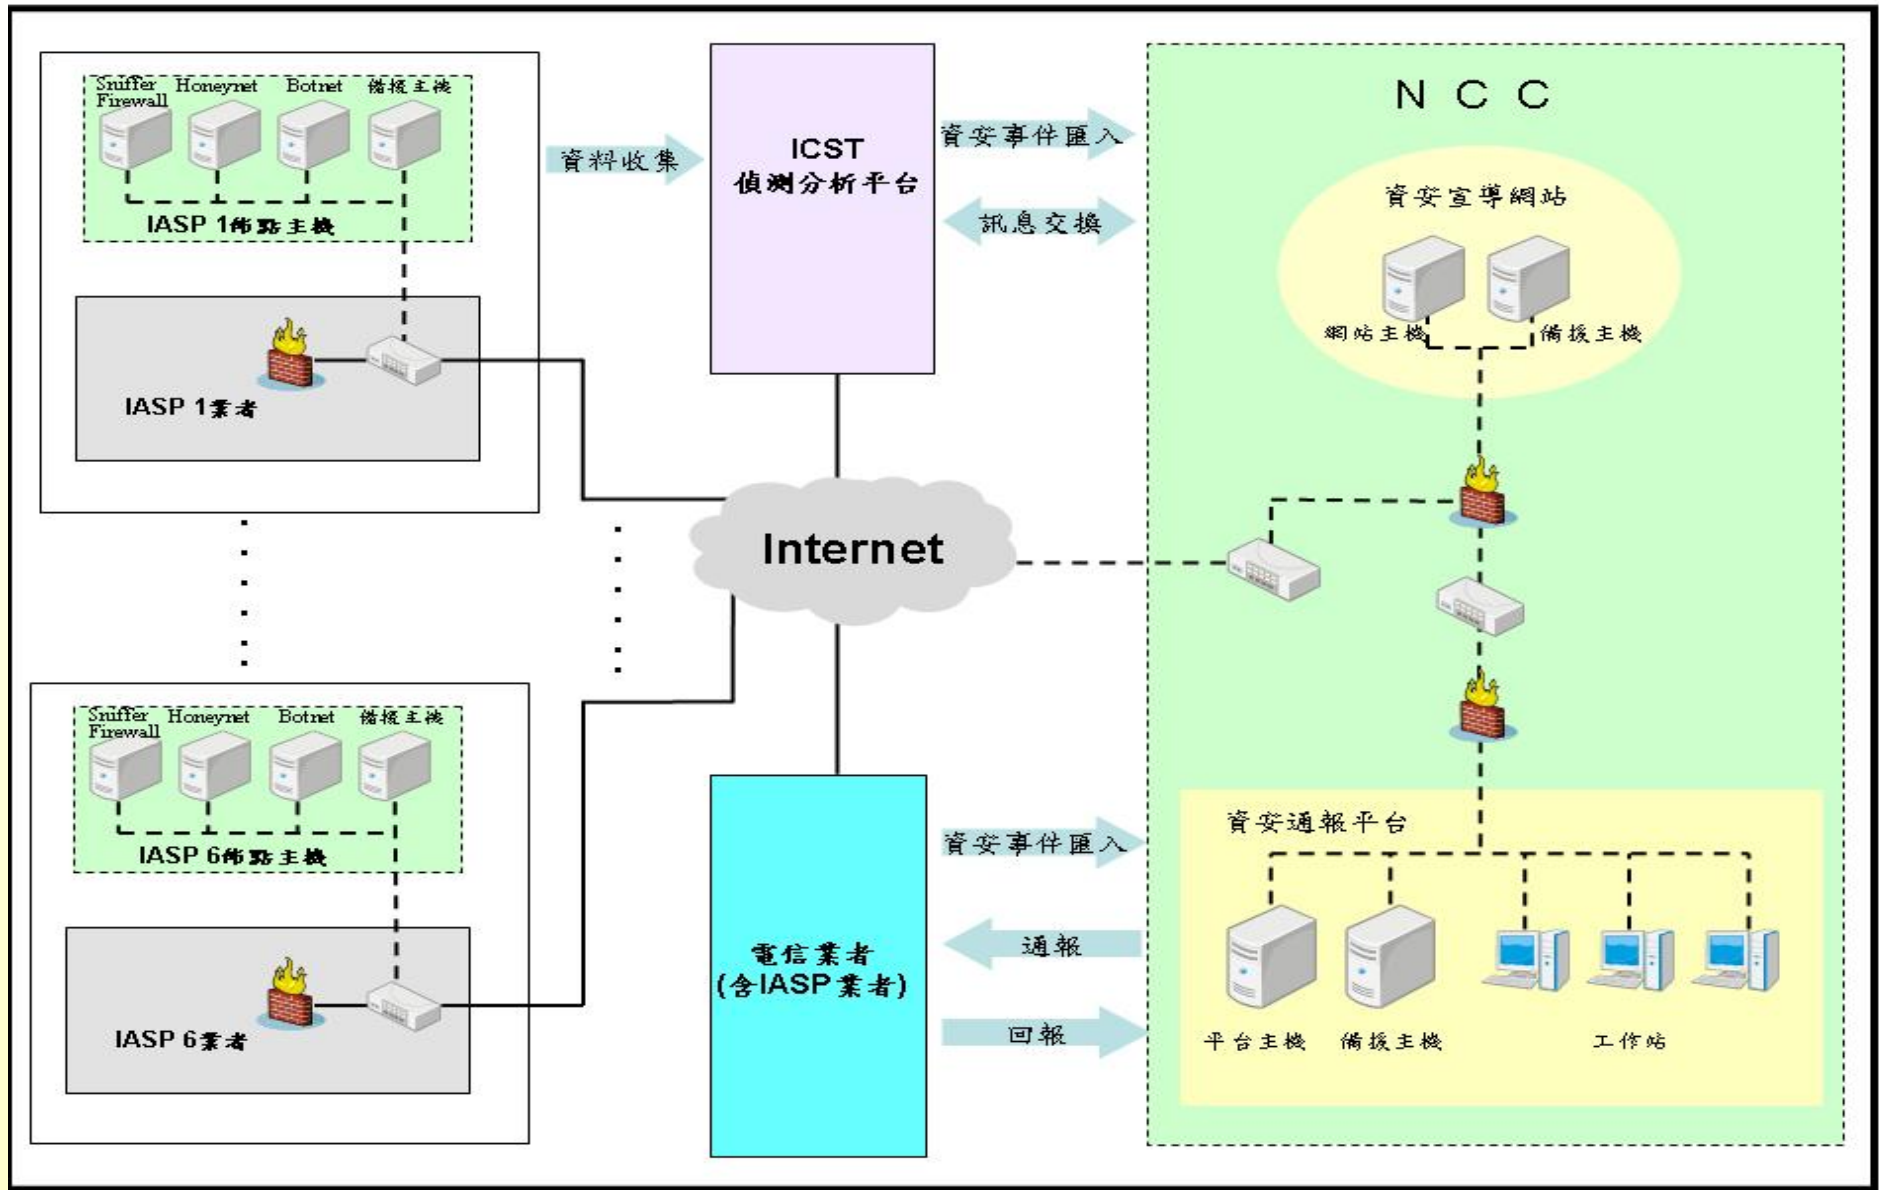 Sniffer
Firewall
Honeynet
Botnet
備援主機
IASP 1佈點主機
IASP 1業者
資料收集
ICST
偵測分析平台
資安事件匯入
訊息交換
NCC
資安宣導網站
網站主機
備援主機
Internet
Sniffer
Firewall
Honeynet
Botnet
備援主機
IASP 6佈點主機
IASP 6業者
電信業者
(含IASP業者)
資安事件匯入
通報
回報
資安通報平台
平台主機
備援主機
工作站